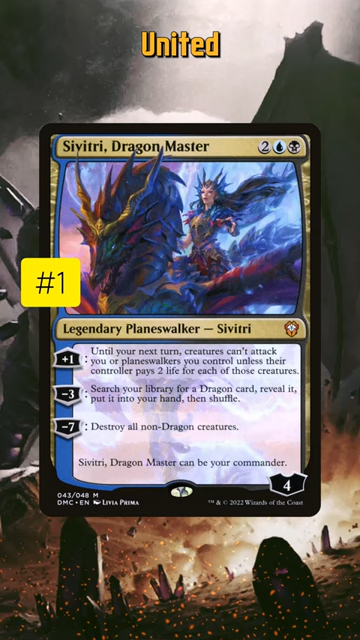 United
Sivitri, Dragon Master 2
#1
Legendary Planeswalker — Sivitri
+1: Until your next turn, creatures can't attack
you or planeswalkers you control unless their
controller pays 2 life for each of those creatures.
−3: Search your library for a Dragon card, reveal it,
put it into your hand, then shuffle.
−7: Destroy all non-Dragon creatures.
Sivitri, Dragon Master can be your commander.
4
043/048 M
DMC • EN LIVIA PRIMA
™ & © 2022 Wizards of the Coast